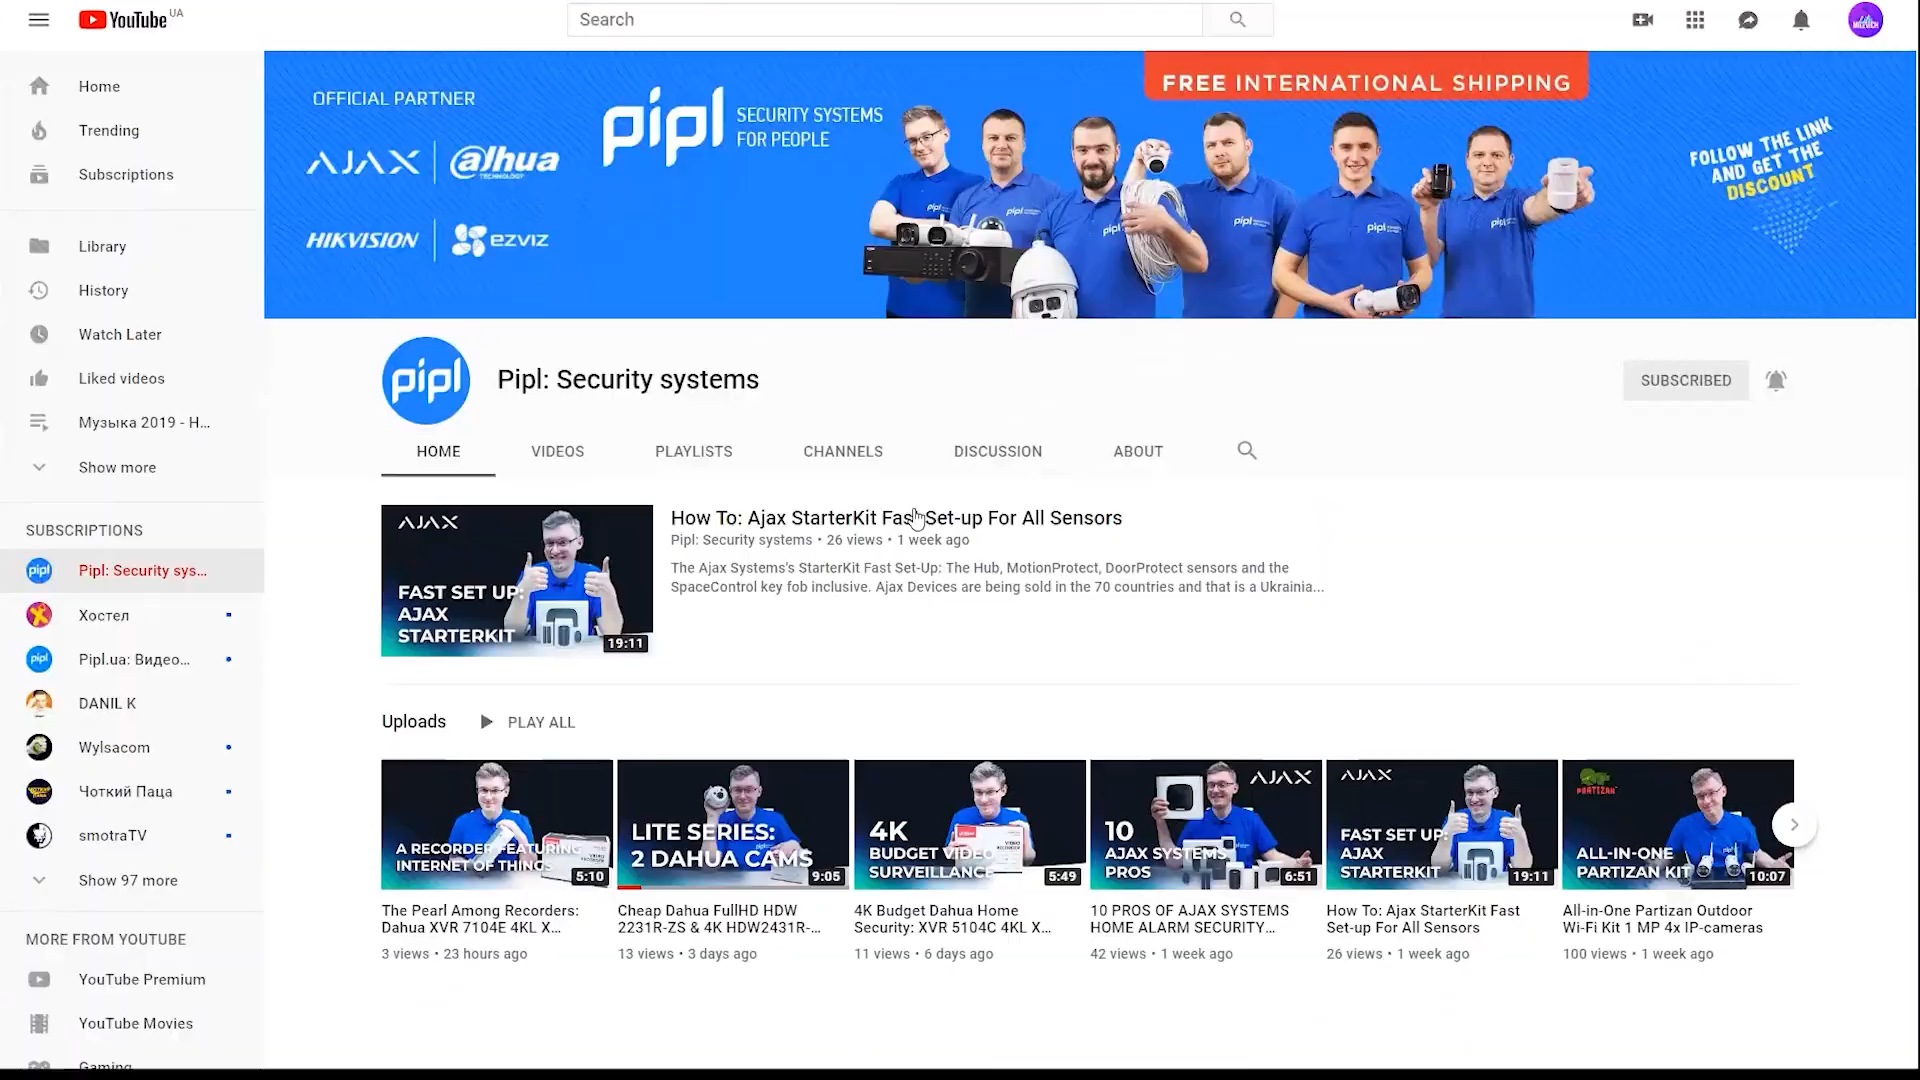 YouTube UA
Search
Home
Trending
Subscriptions
Library
History
Watch Later
Liked videos
Музыка 2019 - Н...
Show more
SUBSCRIPTIONS
Pipl: Security sys...
Хостел
Pipl.ua: Видео...
DANIL K
Wylsacom
Чоткий Паца
smotraTV
Show 97 more
MORE FROM YOUTUBE
YouTube Premium
YouTube Movies
Gaming
OFFICIAL PARTNER
AJAX
alhua
TECHNOLOGY
HIKVISION
EZVIZ
pipl
SECURITY SYSTEMS
FOR PEOPLE
FREE INTERNATIONAL SHIPPING
FOLLOW THE LINK
AND GET THE
DISCOUNT
pipl
Pipl: Security systems
SUBSCRIBED
HOME
VIDEOS
PLAYLISTS
CHANNELS
DISCUSSION
ABOUT
AJAX
FAST SET UP:
AJAX
STARTERKIT
19:11
How To: Ajax StarterKit Fast Set-up For All Sensors
Pipl: Security systems • 26 views • 1 week ago
The Ajax Systems's StarterKit Fast Set-Up: The Hub, MotionProtect, DoorProtect sensors and the
SpaceControl key fob inclusive. Ajax Devices are being sold in the 70 countries and that is a Ukrainia...
Uploads
PLAY ALL
A RECORDER FEATURING
INTERNET OF THINGS
5:10
The Pearl Among Recorders:
Dahua XVR 7104E 4KL X...
3 views • 23 hours ago
LITE SERIES:
2 DAHUA CAMS
9:05
Cheap Dahua FullHD HDW
2231R-ZS & 4K HDW2431R-...
13 views • 3 days ago
4K
BUDGET VIDEO
SURVEILLANCE
5:49
4K Budget Dahua Home
Security: XVR 5104C 4KL X...
11 views • 6 days ago
AJAX
10
AJAX SYSTEMS
PROS
6:51
10 PROS OF AJAX SYSTEMS
HOME ALARM SECURITY...
42 views • 1 week ago
AJAX
FAST SET UP:
AJAX
STARTERKIT
19:11
How To: Ajax StarterKit Fast
Set-up For All Sensors
26 views • 1 week ago
PARTIZAN
ALL-IN-ONE
PARTIZAN KIT
10:07
All-in-One Partizan Outdoor
Wi-Fi Kit 1 MP 4x IP-cameras
100 views • 1 week ago